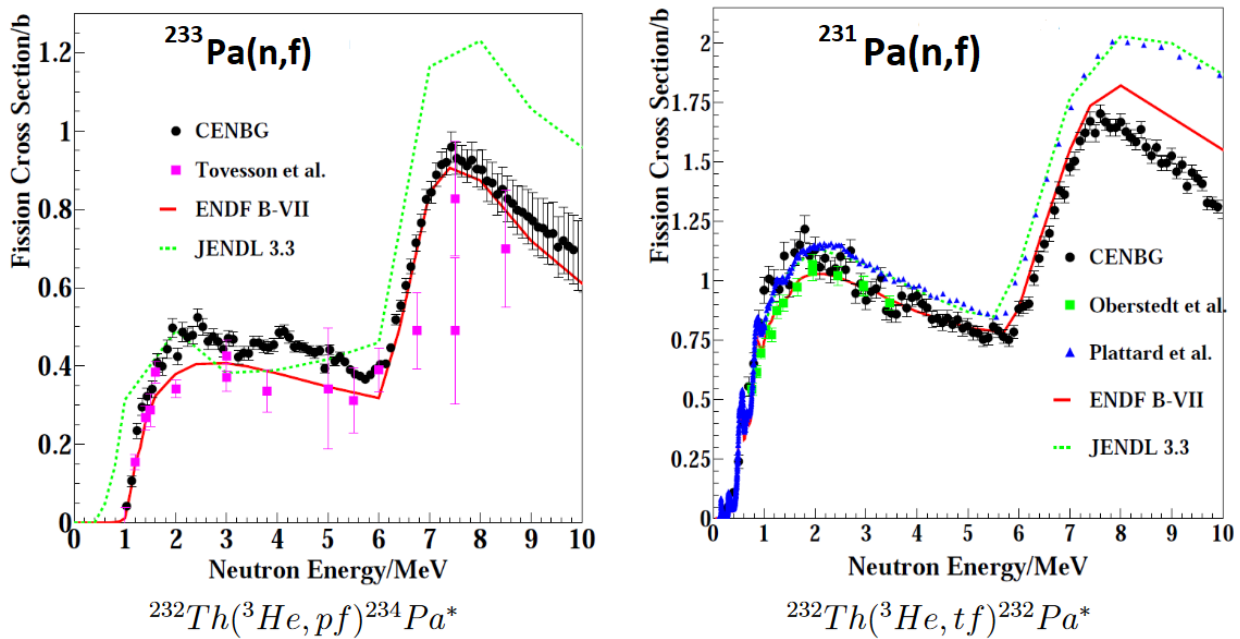 ²³³Pa(n,f)
Fission Cross Section/b
1.2
1
0.8
0.6
0.4
0.2
0
CENBG
Tovesson et al.
ENDF B-VII
JENDL 3.3
0 1 2 3 4 5 6 7 8 9 10
Neutron Energy/MeV
²³²Th(³He, pf)²³⁴Pa*
²³¹Pa(n,f)
Fission Cross Section/b
2
1.75
1.5
1.25
1
0.75
0.5
0.25
0
CENBG
Oberstedt et al.
Plattard et al.
ENDF B-VII
JENDL 3.3
0 1 2 3 4 5 6 7 8 9 10
Neutron Energy/MeV
²³²Th(³He, tf)²³²Pa*